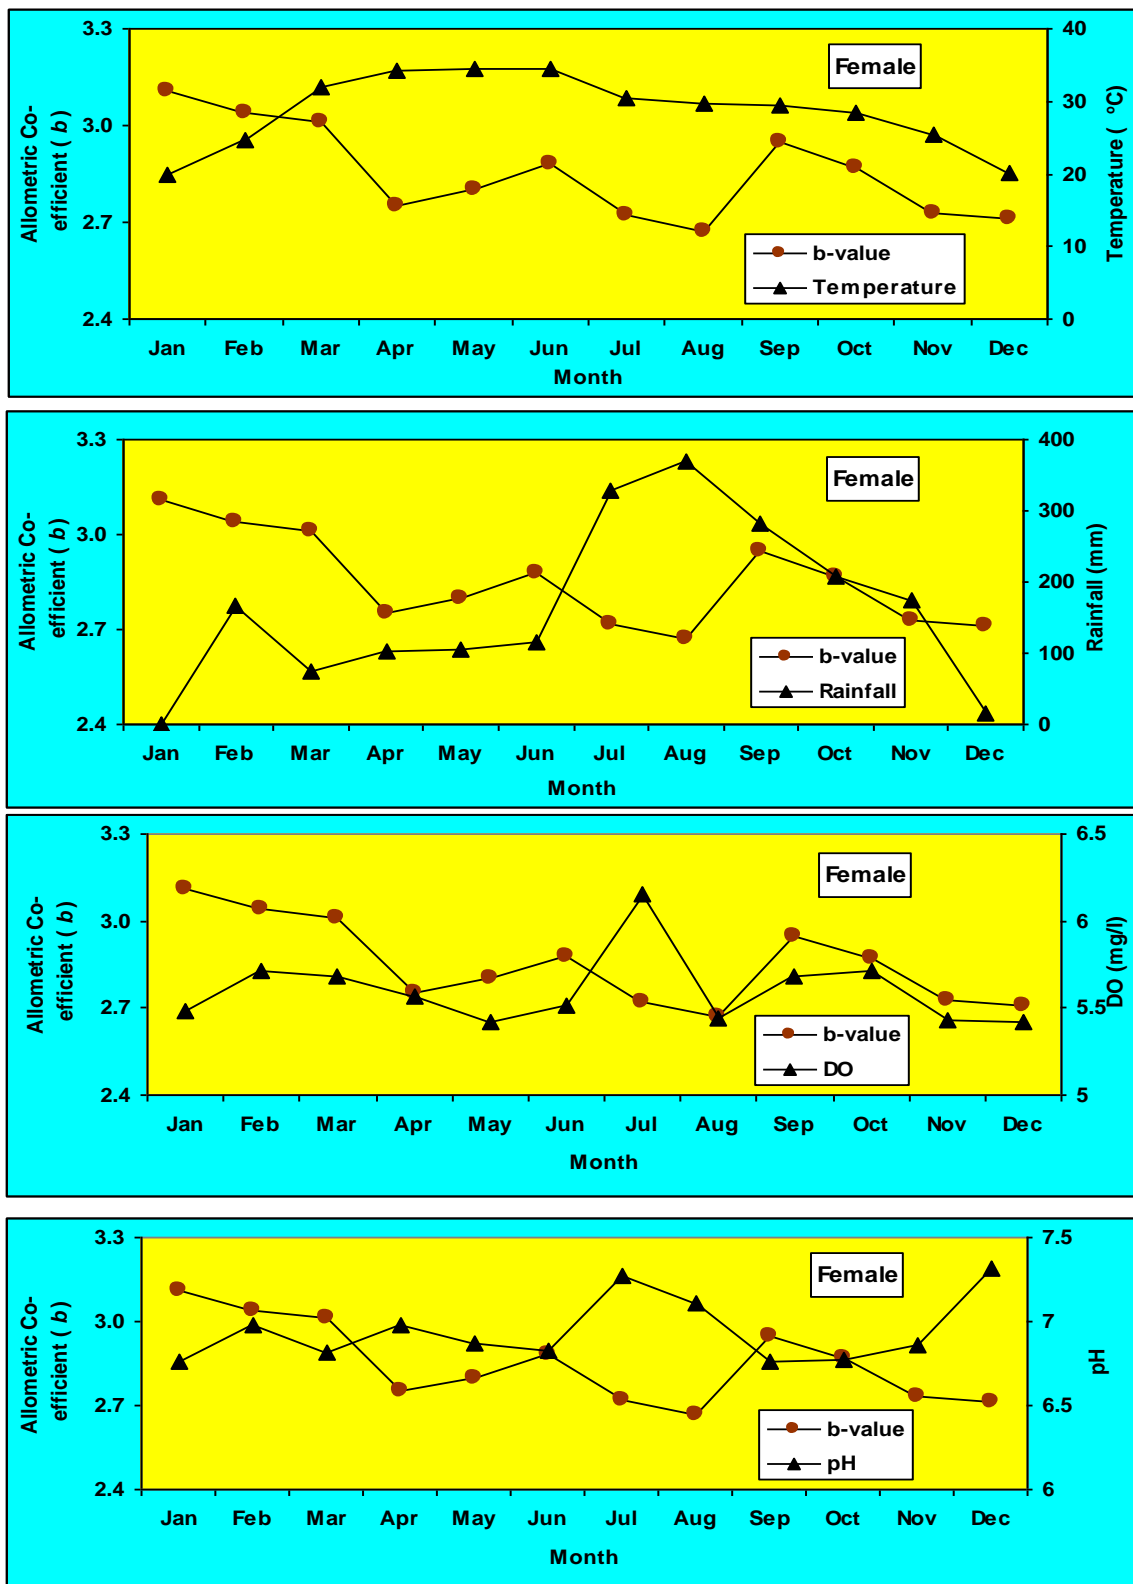 3.3
3.0
2.7
2.4
Allometric Co-
efficient ( b)
Female
b-value
Temperature
40
30
20
10
0
Temperature ( ºC)
Jan Feb Mar Apr May Jun Jul Aug Sep Oct Nov Dec
Month
3.3
3.0
2.7
2.4
Allometric Co-
efficient ( b)
Female
b-value
Rainfall
400
300
200
100
0
Rainfall (mm)
Jan Feb Mar Apr May Jun Jul Aug Sep Oct Nov Dec
Month
3.3
3.0
2.7
2.4
Allometric Co-
efficient ( b)
Female
b-value
DO
6.5
6
5.5
5
DO (mg/l)
Jan Feb Mar Apr May Jun Jul Aug Sep Oct Nov Dec
Month
3.3
3.0
2.7
2.4
Allometric Co-
efficient ( b)
Female
b-value
pH
7.5
7
6.5
6
pH
Jan Feb Mar Apr May Jun Jul Aug Sep Oct Nov Dec
Month